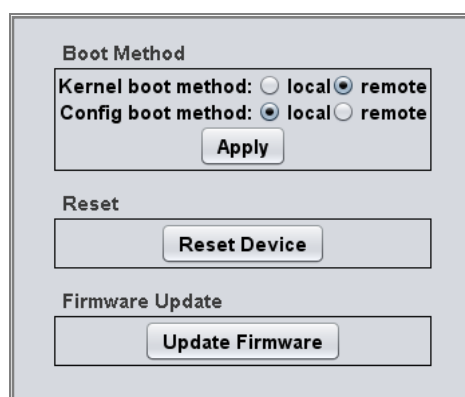 Boot Method
Kernel boot method: local remote
Config boot method: local remote
Apply
Reset
Reset Device
Firmware Update
Update Firmware